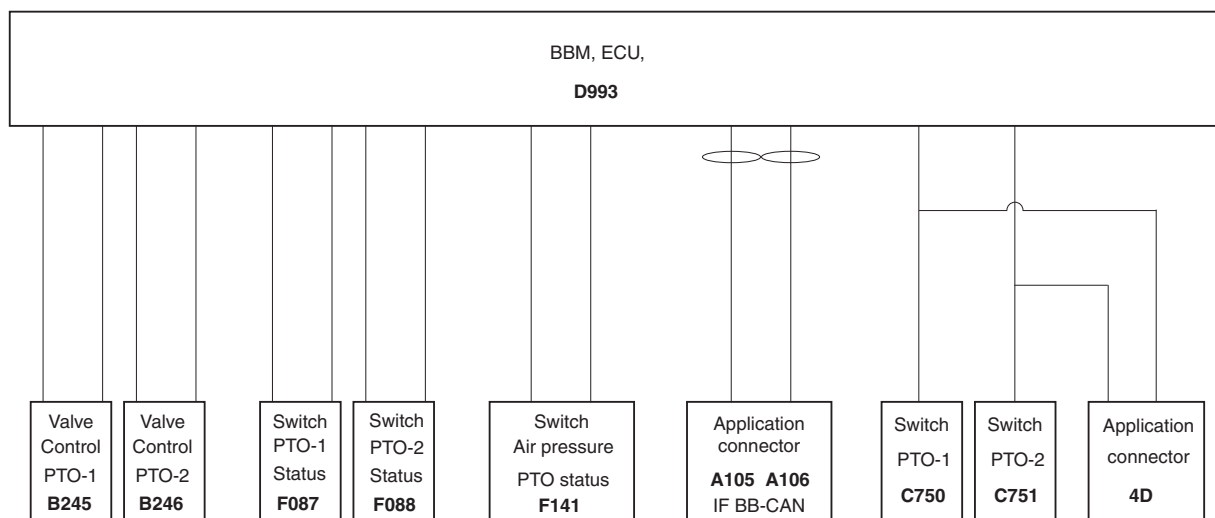 BBM, ECU,
D993
Valve
Control
PTO-1
B245
Valve
Control
PTO-2
B246
Switch
PTO-1
Status
F087
Switch
PTO-2
Status
F088
Switch
Air pressure
PTO status
F141
Application
connector
A105 A106
IF BB-CAN
Switch
PTO-1
C750
Switch
PTO-2
C751
Application
connector
4D